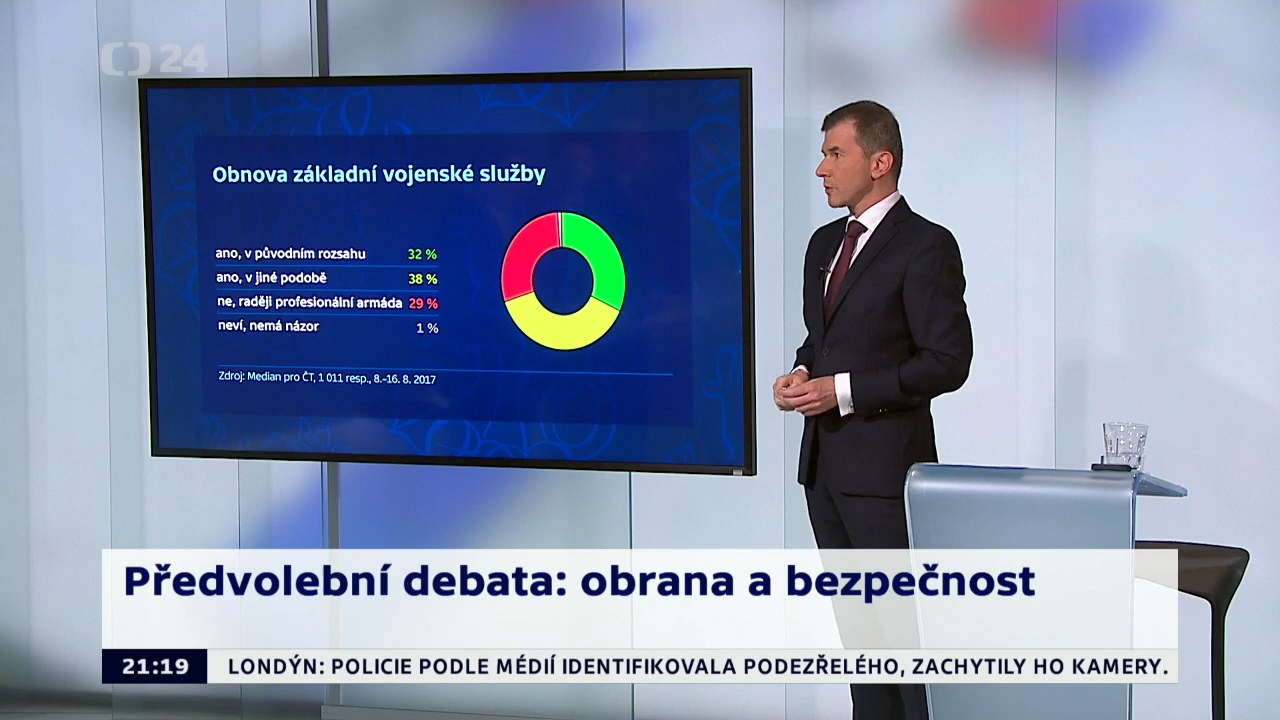 24
Obnova základní vojenské služby
ano, v původním rozsahu 32 %
ano, v jiné podobě 38 %
ne, raději profesionální armáda 29 %
neví, nemá názor 1 %
Zdroj: Median pro ČT, 1 011 resp., 8.–16. 8. 2017
Předvolební debata: obrana a bezpečnost
21:19 LONDÝN: POLICIE PODLE MÉDIÍ IDENTIFIKOVALA PODEZŘELÉHO, ZACHYTILY HO KAMERY.